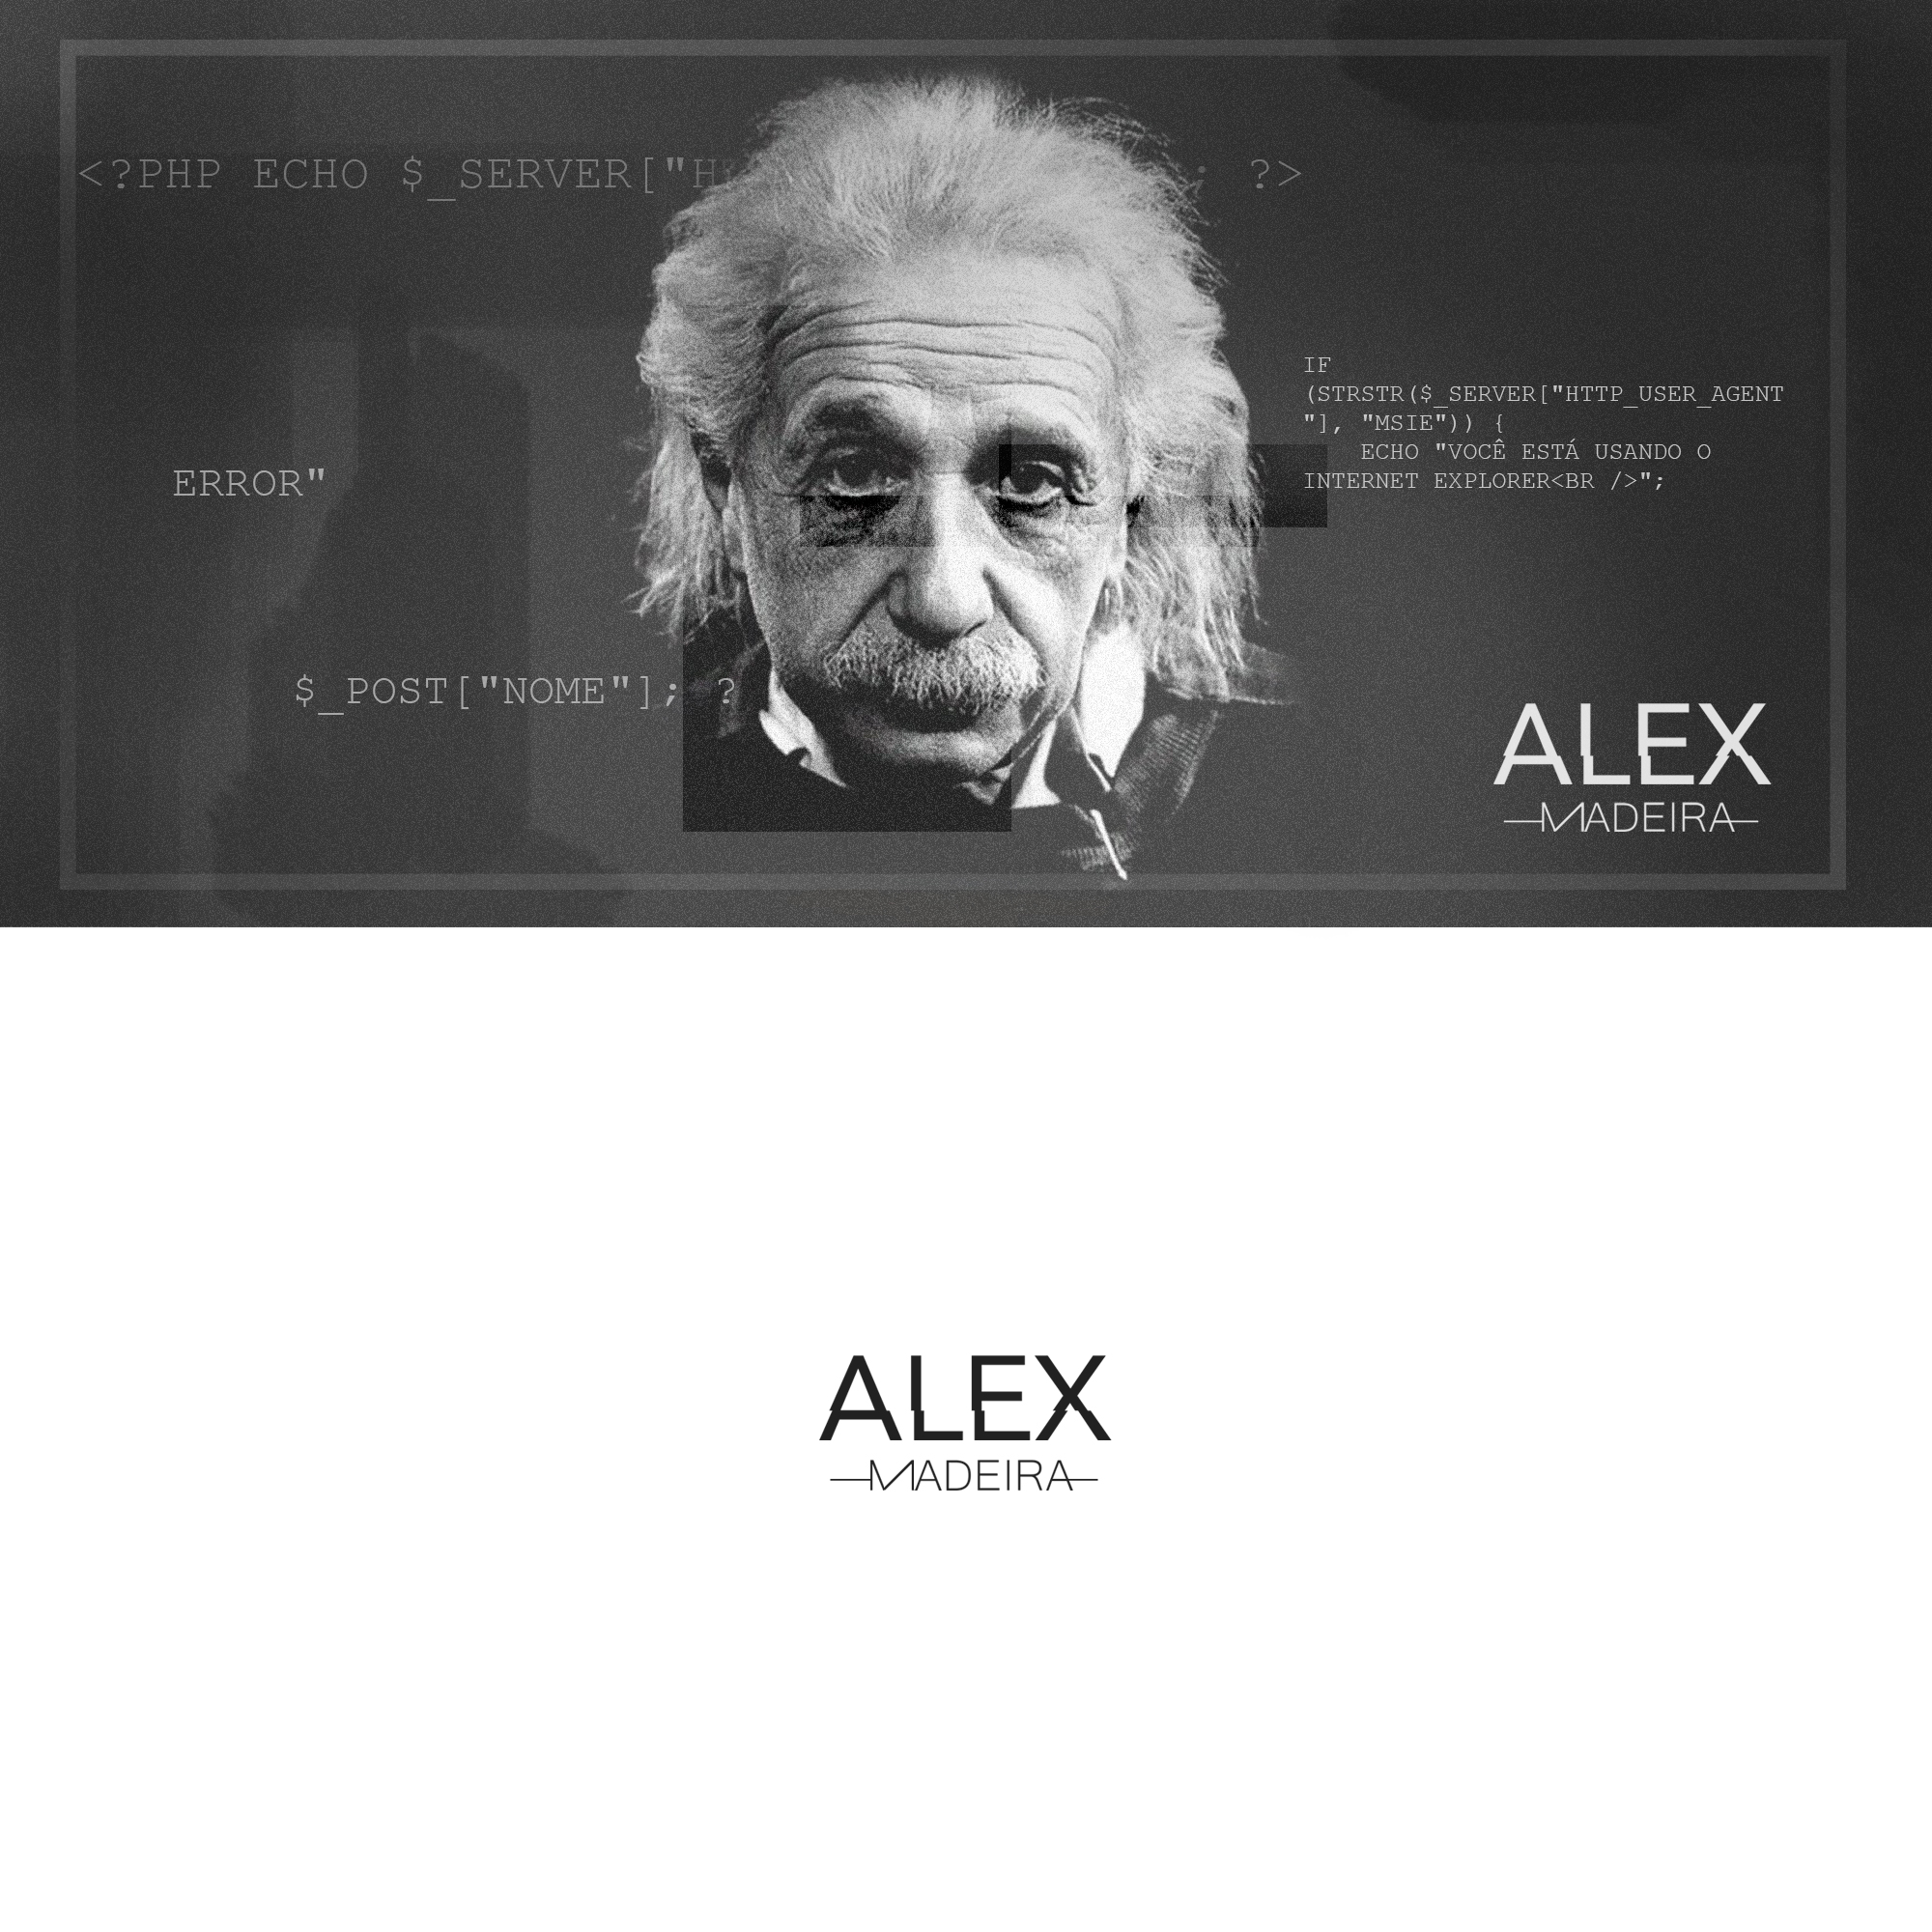 <?PHP ECHO $_SERVER["H ; ?>
IF
(STRSTR($_SERVER["HTTP_USER_AGENT
"], "MSIE")) {
ECHO "VOCÊ ESTÁ USANDO O
INTERNET EXPLORER<BR />";
ERROR"
$_POST["NOME"]; ?
ALEX
MADEIRA
ALEX
MADEIRA